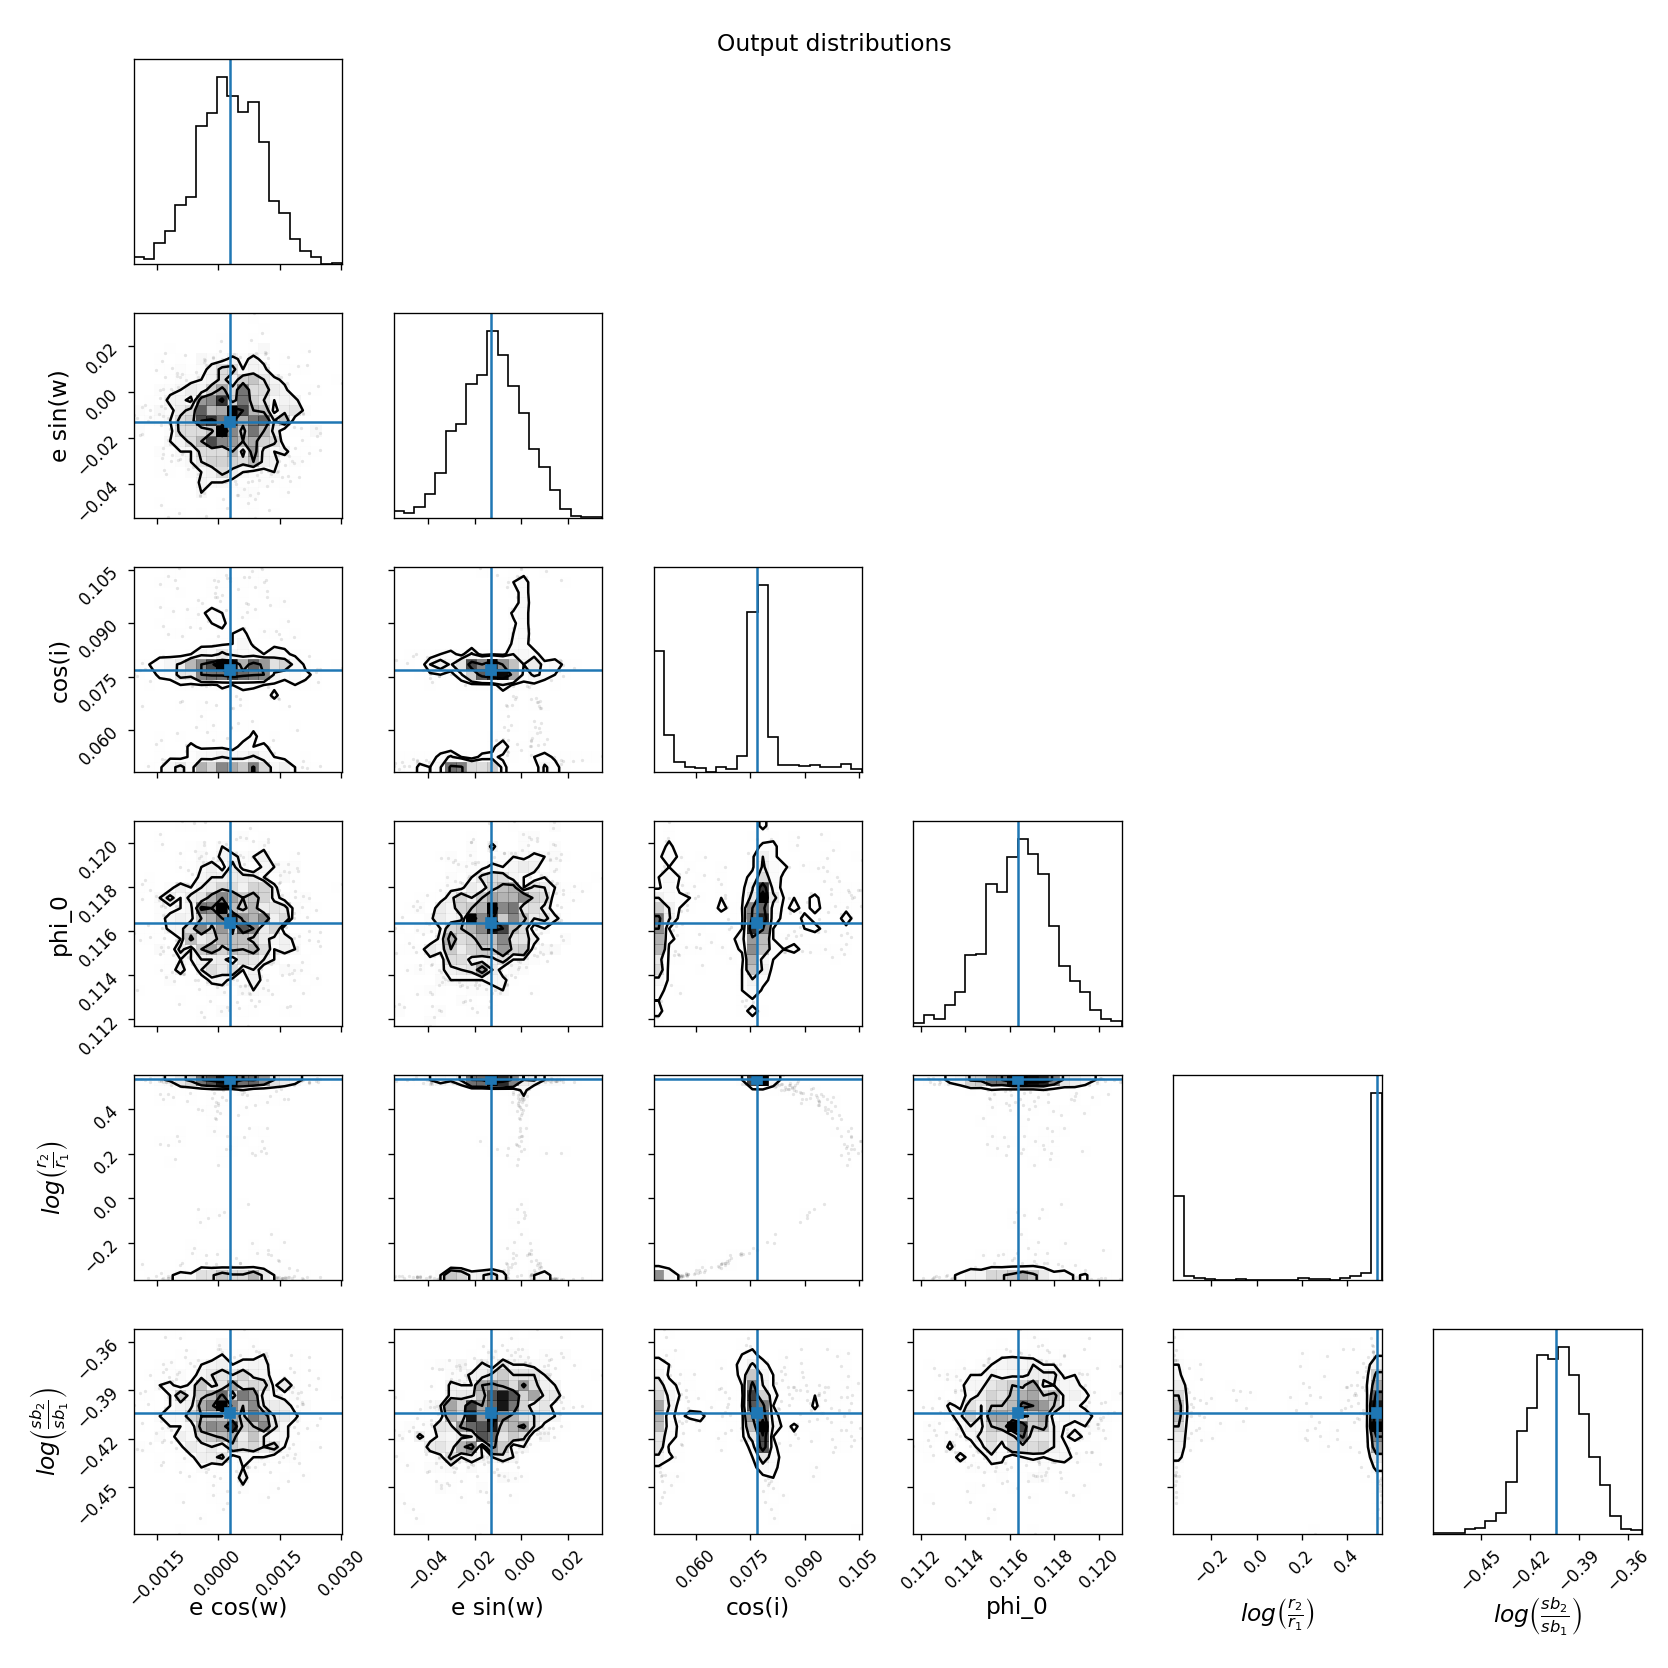 Output distributions
0.02
0.00
−0.02
−0.04
e sin(w)
0.105
0.090
0.075
0.060
cos(i)
0.120
0.118
0.116
0.114
0.112
phi_0
0.4
0.2
0.0
−0.2
log(r₂/r₁)
−0.36
−0.39
−0.42
−0.45
log(sb₂/sb₁)
−0.0015 0.0000 0.0015 0.0030
e cos(w)
−0.04 −0.02 0.00 0.02
e sin(w)
0.060 0.075 0.090 0.105
cos(i)
0.112 0.114 0.116 0.118 0.120
phi_0
−0.2 0.0 0.2 0.4
log(r₂/r₁)
−0.45 −0.42 −0.39 −0.36
log(sb₂/sb₁)